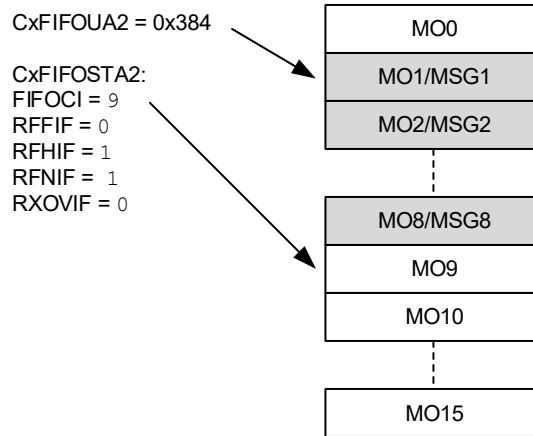 CxFIFOUA2 = 0x384
CxFIFOSTA2:
FIFOCI = 9
RFFIF = 0
RFHIF = 1
RFNIF = 1
RXOVIF = 0
MO0
MO1/MSG1
MO2/MSG2
MO8/MSG8
MO9
MO10
MO15